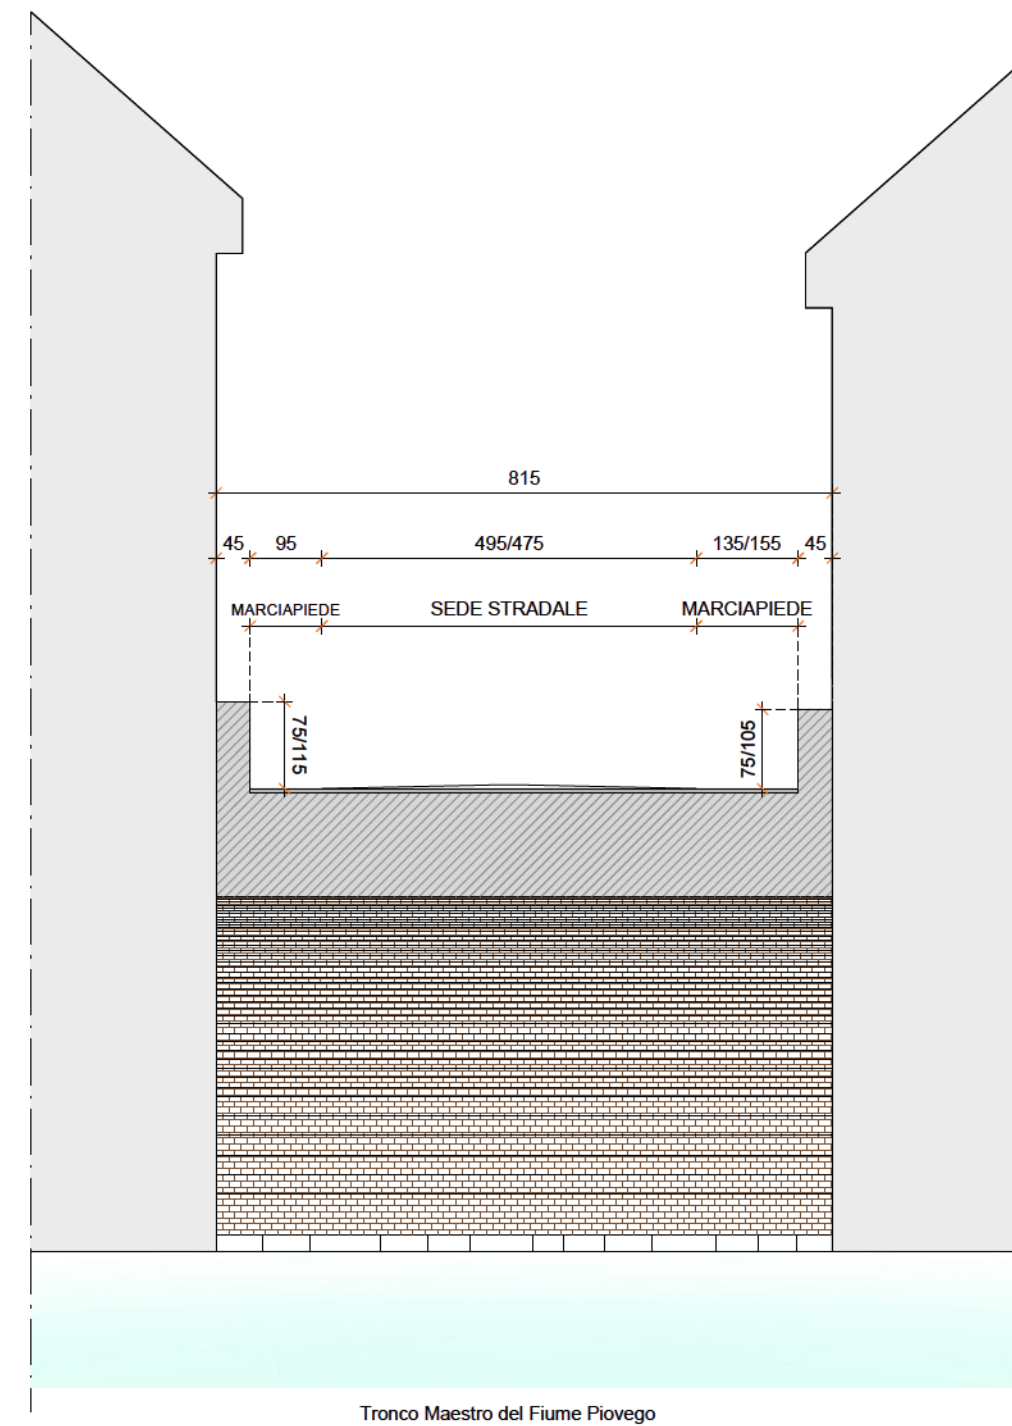 815
45 95 495/475 135/155 45
MARCIAPIEDE SEDE STRADALE MARCIAPIEDE
75/115
75/105
Tronco Maestro del Fiume Piovego